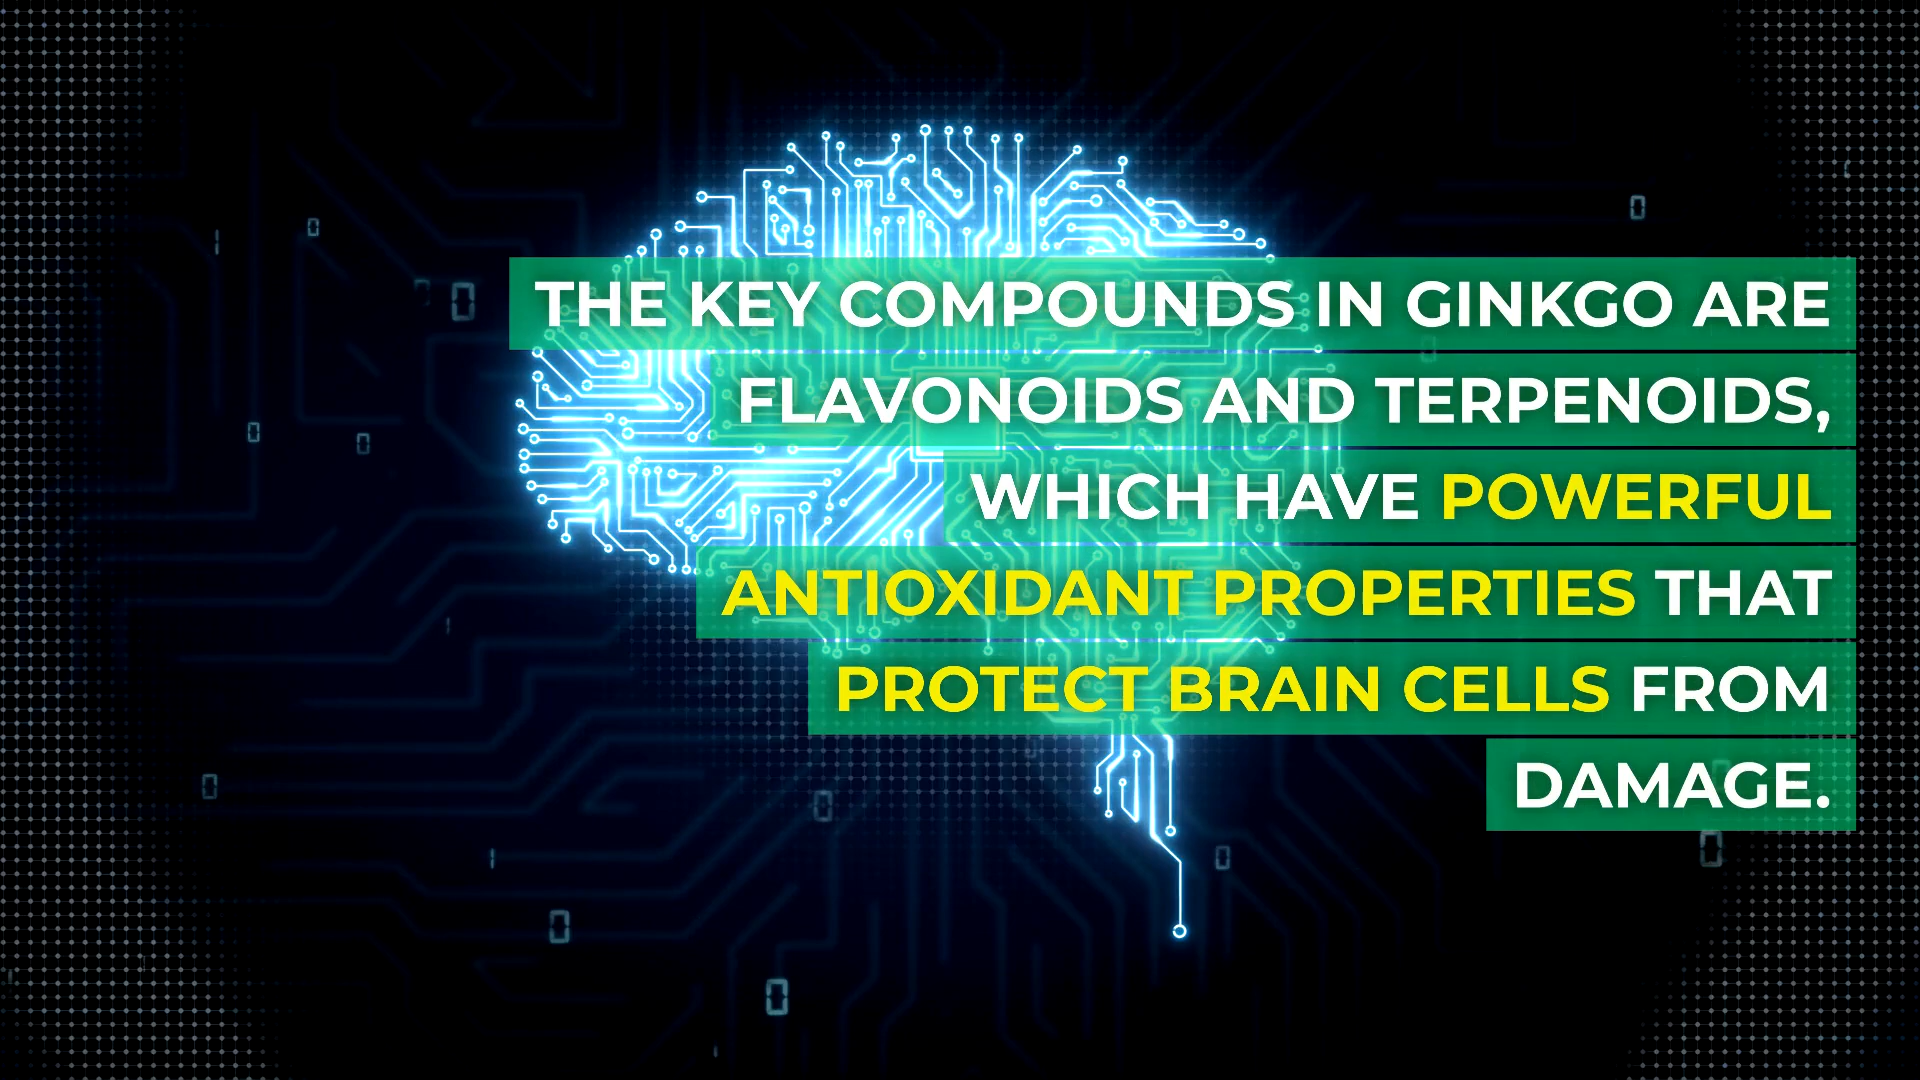 THE KEY COMPOUNDS IN GINKGO ARE
FLAVONOIDS AND TERPENOIDS,
WHICH HAVE POWERFUL
ANTIOXIDANT PROPERTIES THAT
PROTECT BRAIN CELLS FROM
DAMAGE.